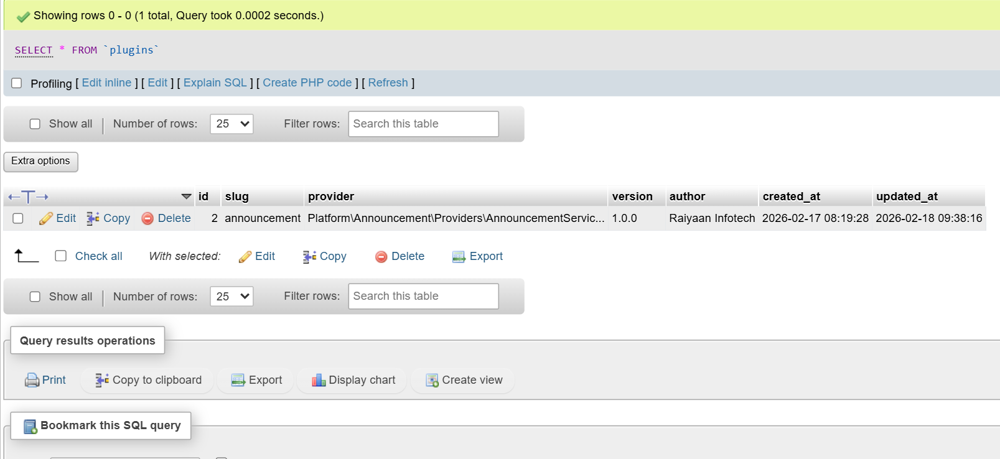 Showing rows 0 - 0 (1 total, Query took 0.0002 seconds.)
SELECT * FROM `plugins`
Profiling [ Edit inline ] [ Edit ] [ Explain SQL ] [ Create PHP code ] [ Refresh ]
Show all Number of rows: 25 Filter rows: Search this table
Extra options
id slug provider version author created_at updated_at
Edit Copy Delete 2 announcement Platform\Announcement\Providers\AnnouncementServic... 1.0.0 Raiyaan Infotech 2026-02-17 08:19:28 2026-02-18 09:38:16
Check all With selected: Edit Copy Delete Export
Show all Number of rows: 25 Filter rows: Search this table
Query results operations
Print Copy to clipboard Export Display chart Create view
Bookmark this SQL query